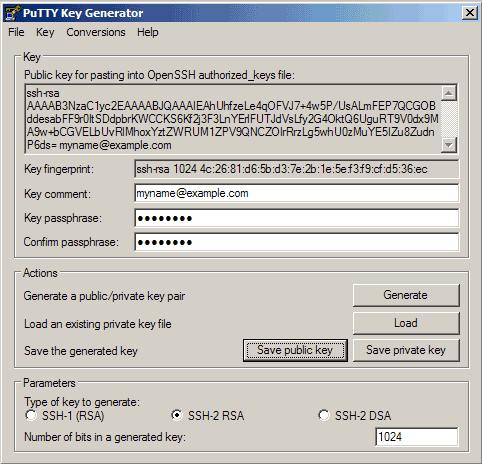 PuTTY Key Generator
File Key Conversions Help
Key
Public key for pasting into OpenSSH authorized_keys file:
ssh-rsa
AAAAB3NzaC1yc2EAAAABJQAAAIEAhUhfzeLe4qOFVJ7+4w5P/UsALmFEP7QCGOB
ddesabFF9r0ltSDdpbrKWCCKS6Kf2j3F3LnYErlFUTJdVsLfy2G4OktQ6UguRT9V0dx9M
A9w+bCGVELbUvRlMhoxYztZWRUM1ZPV9QNCZOIrRrzLg5whU0zMuYE5IZu8Zudn
P6ds= myname@example.com
Key fingerprint: ssh-rsa 1024 4c:26:81:d6:5b:d3:7e:2b:1e:5e:f3:f9:cf:d5:36:ec
Key comment: myname@example.com
Key passphrase: ●●●●●●●●
Confirm passphrase: ●●●●●●●●
Actions
Generate a public/private key pair Generate
Load an existing private key file Load
Save the generated key Save public key Save private key
Parameters
Type of key to generate:
SSH-1 (RSA) SSH-2 RSA SSH-2 DSA
Number of bits in a generated key: 1024